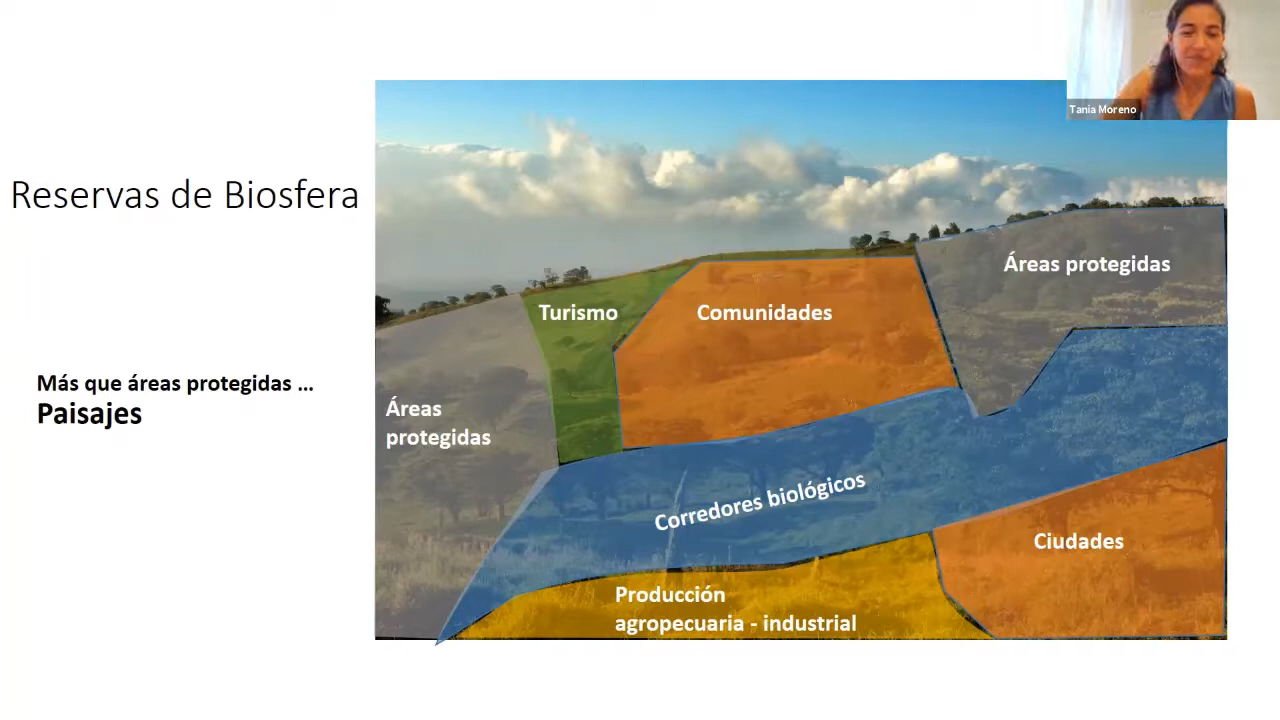 Tania Moreno
Reservas de Biosfera
Áreas protegidas
Turismo
Comunidades
Más que áreas protegidas ...
Paisajes
Áreas
protegidas
Corredores biológicos
Ciudades
Producción
agropecuaria - industrial